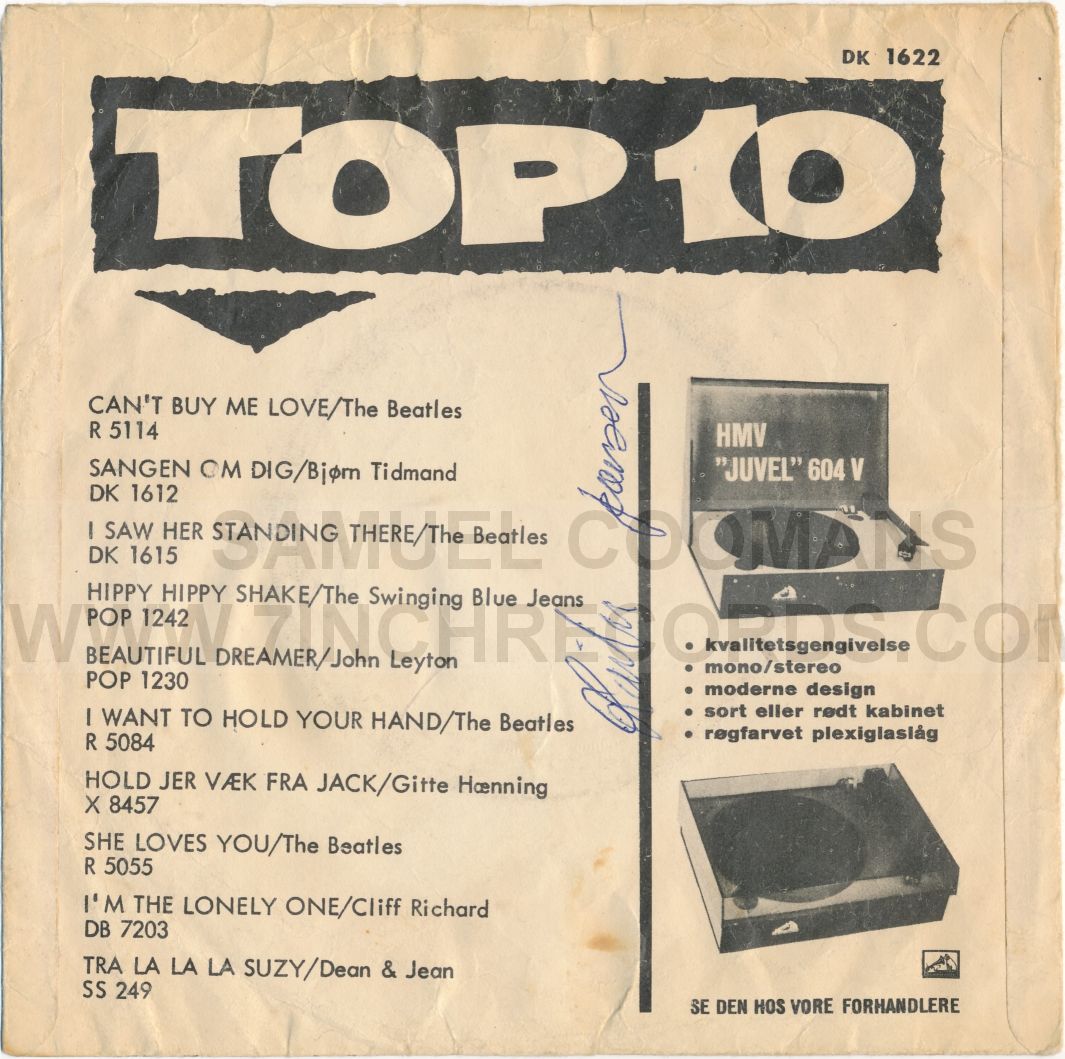 DK 1622
TOP 10
CAN'T BUY ME LOVE/The Beatles
R 5114
SANGEN OM DIG/Bjørn Tidmand
DK 1612
I SAW HER STANDING THERE/The Beatles
DK 1615
HIPPY HIPPY SHAKE/The Swinging Blue Jeans
POP 1242
BEAUTIFUL DREAMER/John Leyton
POP 1230
I WANT TO HOLD YOUR HAND/The Beatles
R 5084
HOLD JER VÆK FRA JACK/Gitte Hænning
X 8457
SHE LOVES YOU/The Beatles
R 5055
I'M THE LONELY ONE/Cliff Richard
DB 7203
TRA LA LA LA SUZY/Dean & Jean
SS 249
HMV
"JUVEL" 604 V
• kvalitetsgengivelse
• mono/stereo
• moderne design
• sort eller rødt kabinet
• røgfarvet plexiglaslåg
SE DEN HOS VORE FORHANDLERE
SAMUEL COOMANS
WWW.7INCHRECORDS.COM